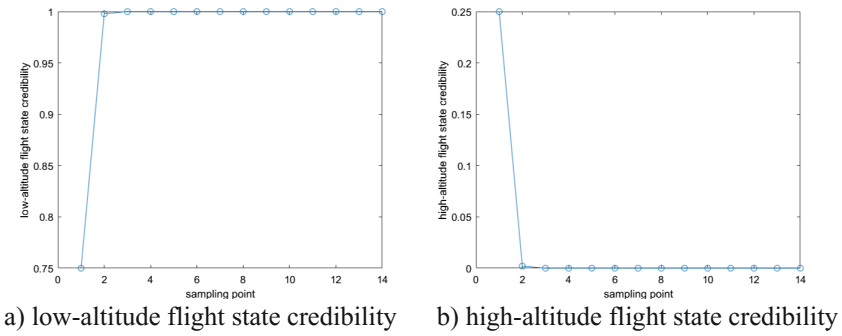 1
0.95
0.9
0.85
0.8
0.75
low-altitude flight state credibility
0 2 4 6 8 10 12 14
sampling point
a) low-altitude flight state credibility
0.25
0.2
0.15
0.1
0.05
0
high-altitude flight state credibility
0 2 4 6 8 10 12 14
sampling point
b) high-altitude flight state credibility